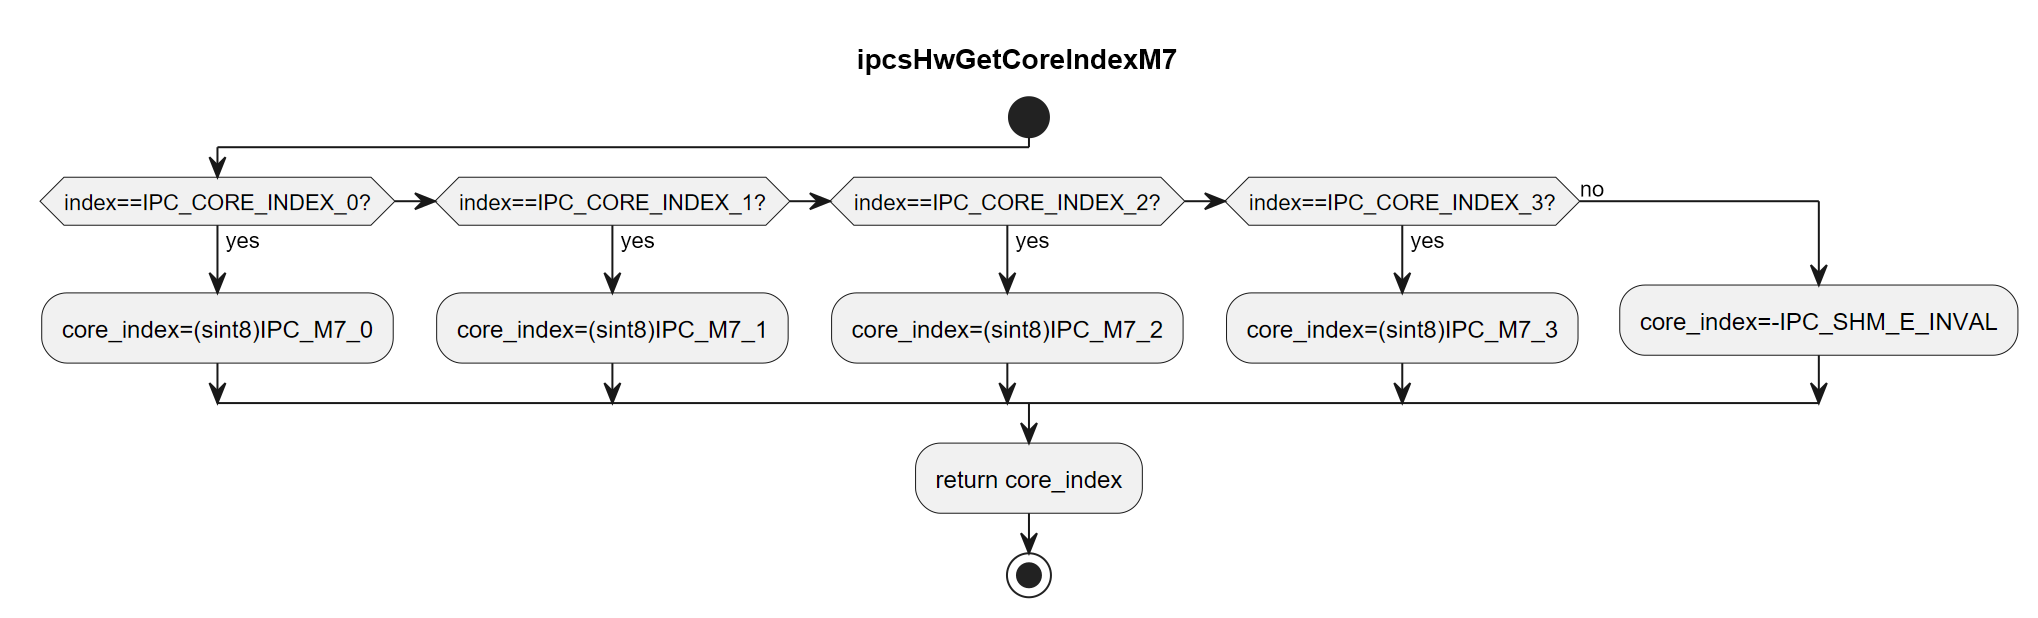 ipcsHwGetCoreIndexM7
index==IPC_CORE_INDEX_0?
index==IPC_CORE_INDEX_1?
index==IPC_CORE_INDEX_2?
index==IPC_CORE_INDEX_3?
no
yes
yes
yes
yes
core_index=(sint8)IPC_M7_0
core_index=(sint8)IPC_M7_1
core_index=(sint8)IPC_M7_2
core_index=(sint8)IPC_M7_3
core_index=-IPC_SHM_E_INVAL
return core_index